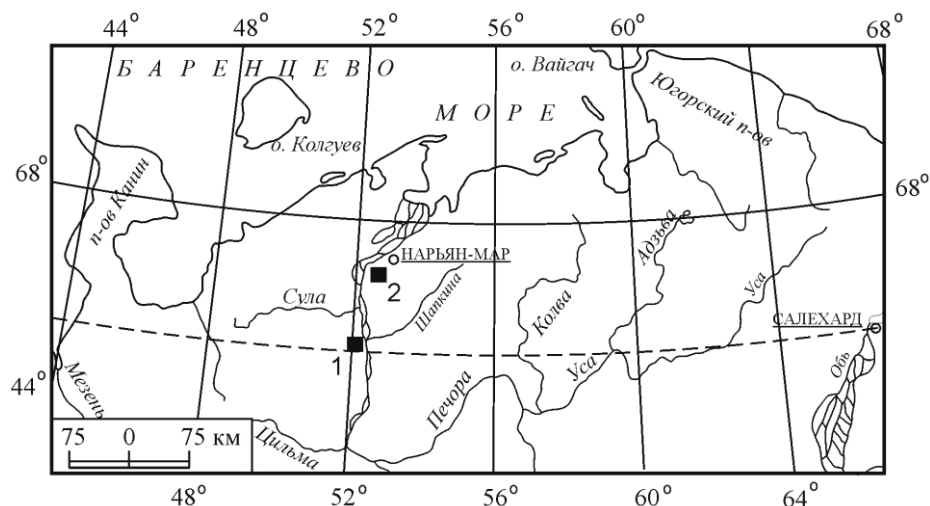 44° 48° 52° 56° 60° 68°
БАРЕНЦЕВО
о. Вайгач
Югорский п-ов
МОРЕ
о. Колгуев
68°
68°
п-ов Канин
Адзьва
НАРЬЯН-МАР
2
Шапкина
Сула
Колва
Уса
САЛЕХАРД
1
Уса
Обь
44°
Мезень
Печора
Цильма
75 0 75 км
48° 52° 56° 60° 64°